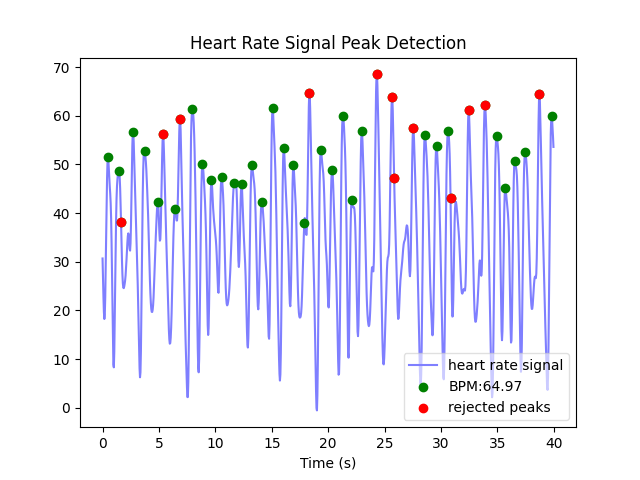 Heart Rate Signal Peak Detection
70
60
50
40
30
20
10
0
heart rate signal
BPM:64.97
rejected peaks
0 5 10 15 20 25 30 35 40
Time (s)